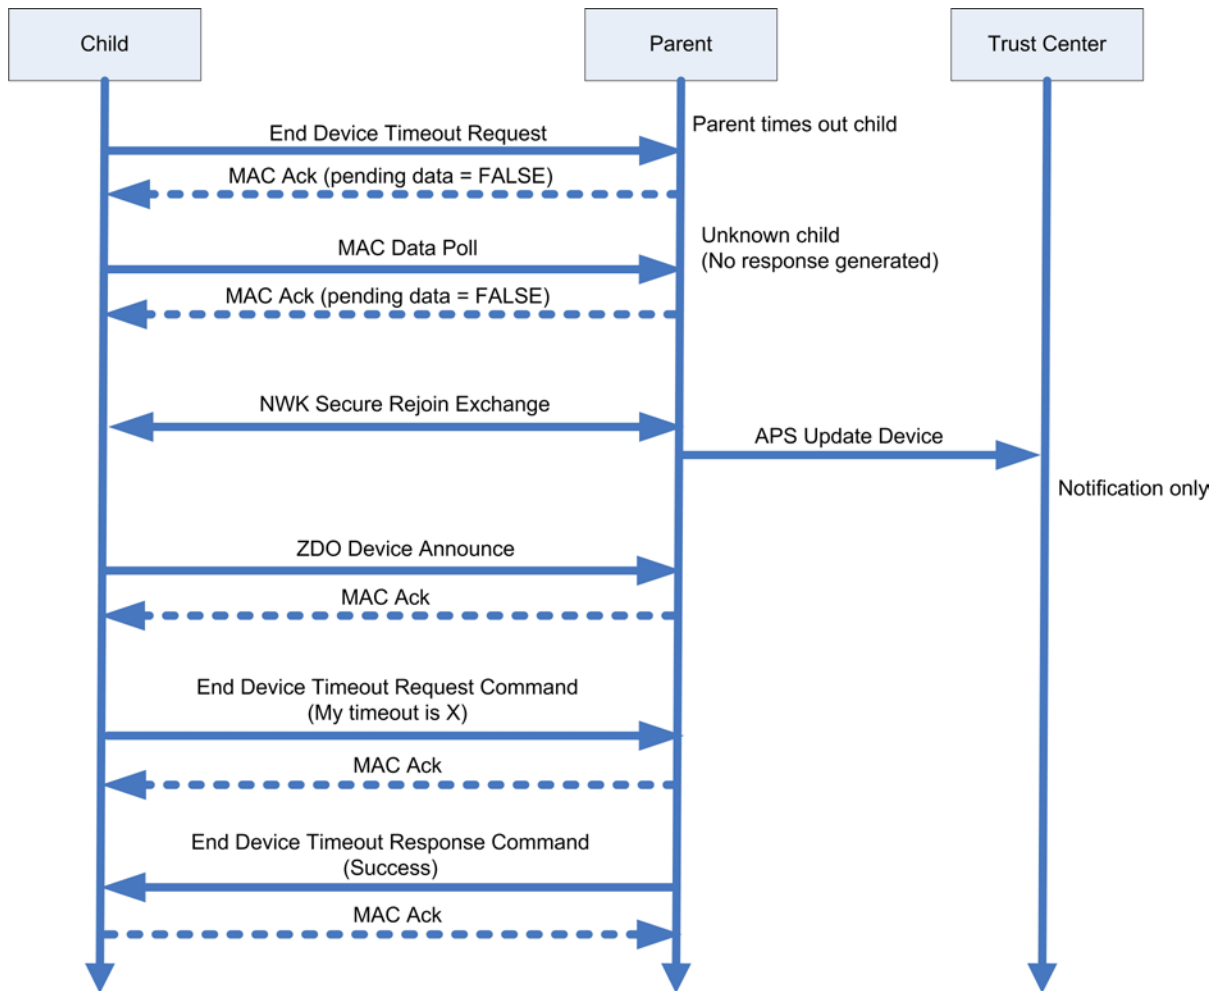 Child
Parent
Trust Center
Parent times out child
End Device Timeout Request
MAC Ack (pending data = FALSE)
Unknown child
(No response generated)
MAC Data Poll
MAC Ack (pending data = FALSE)
NWK Secure Rejoin Exchange
APS Update Device
Notification only
ZDO Device Announce
MAC Ack
End Device Timeout Request Command
(My timeout is X)
MAC Ack
End Device Timeout Response Command
(Success)
MAC Ack